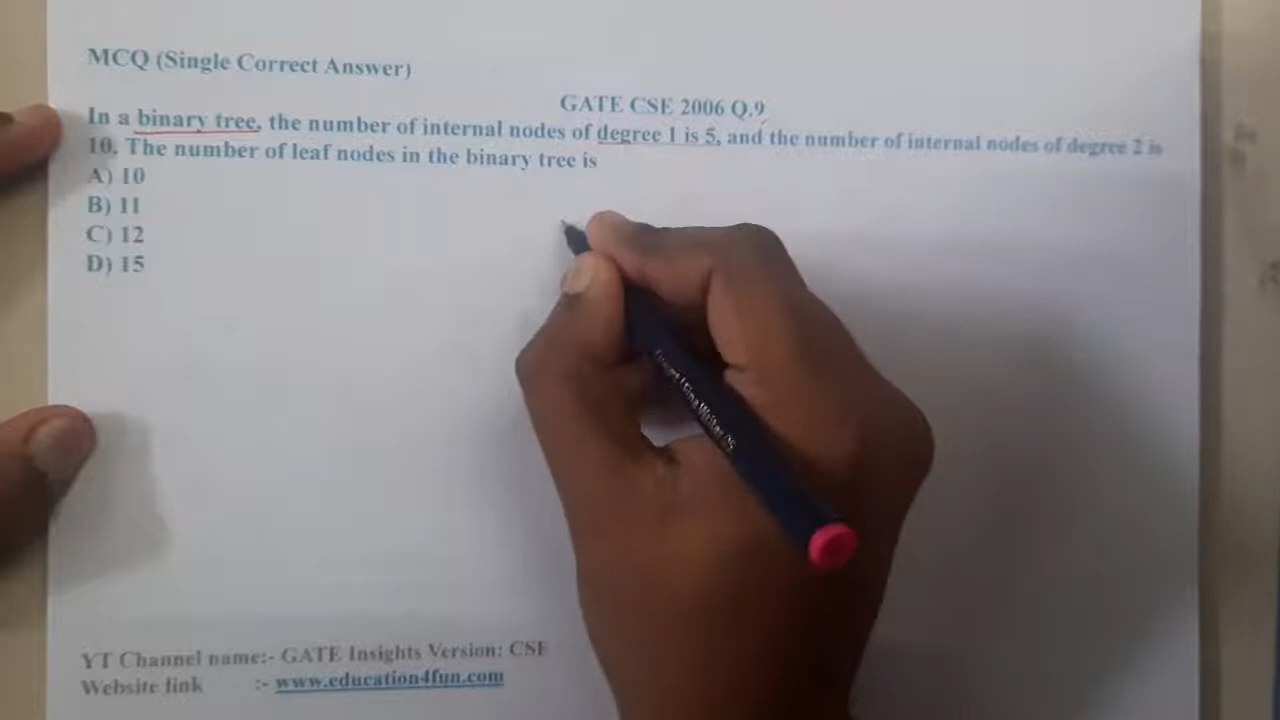 MCQ (Single Correct Answer)
GATE CSE 2006 Q.9
In a binary tree, the number of internal nodes of degree 1 is 5, and the number of internal nodes of degree 2 is
10. The number of leaf nodes in the binary tree is
A) 10
B) 11
C) 12
D) 15
YT Channel name:- GATE Insights Version: CSE
Website link :- www.education4fun.com